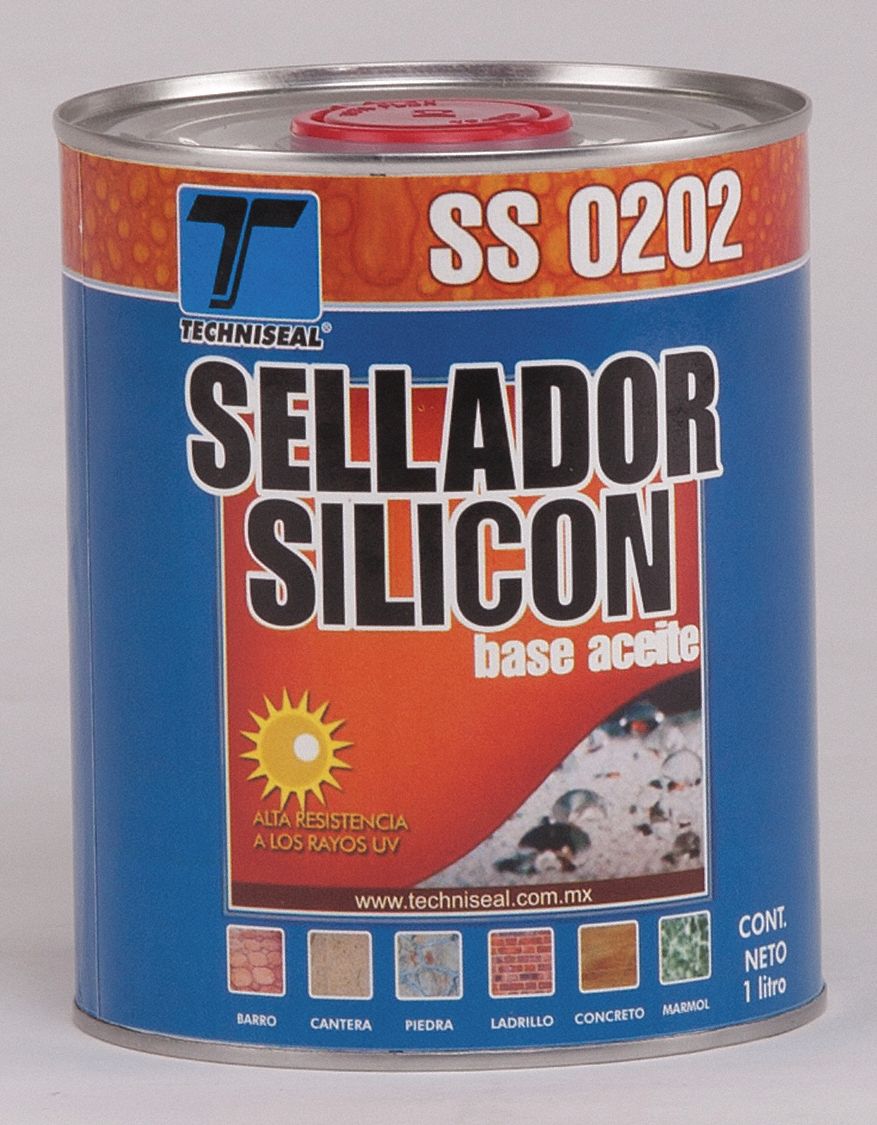 SS 0202
TECHNISEAL®
SELLADOR
SILICON
base aceite
ALTA RESISTENCIA
A LOS RAYOS UV
www.techniseal.com.mx
BARRO
CANTERA
PIEDRA
LADRILLO
CONCRETO
MARMOL
CONT.
NETO
1 litro